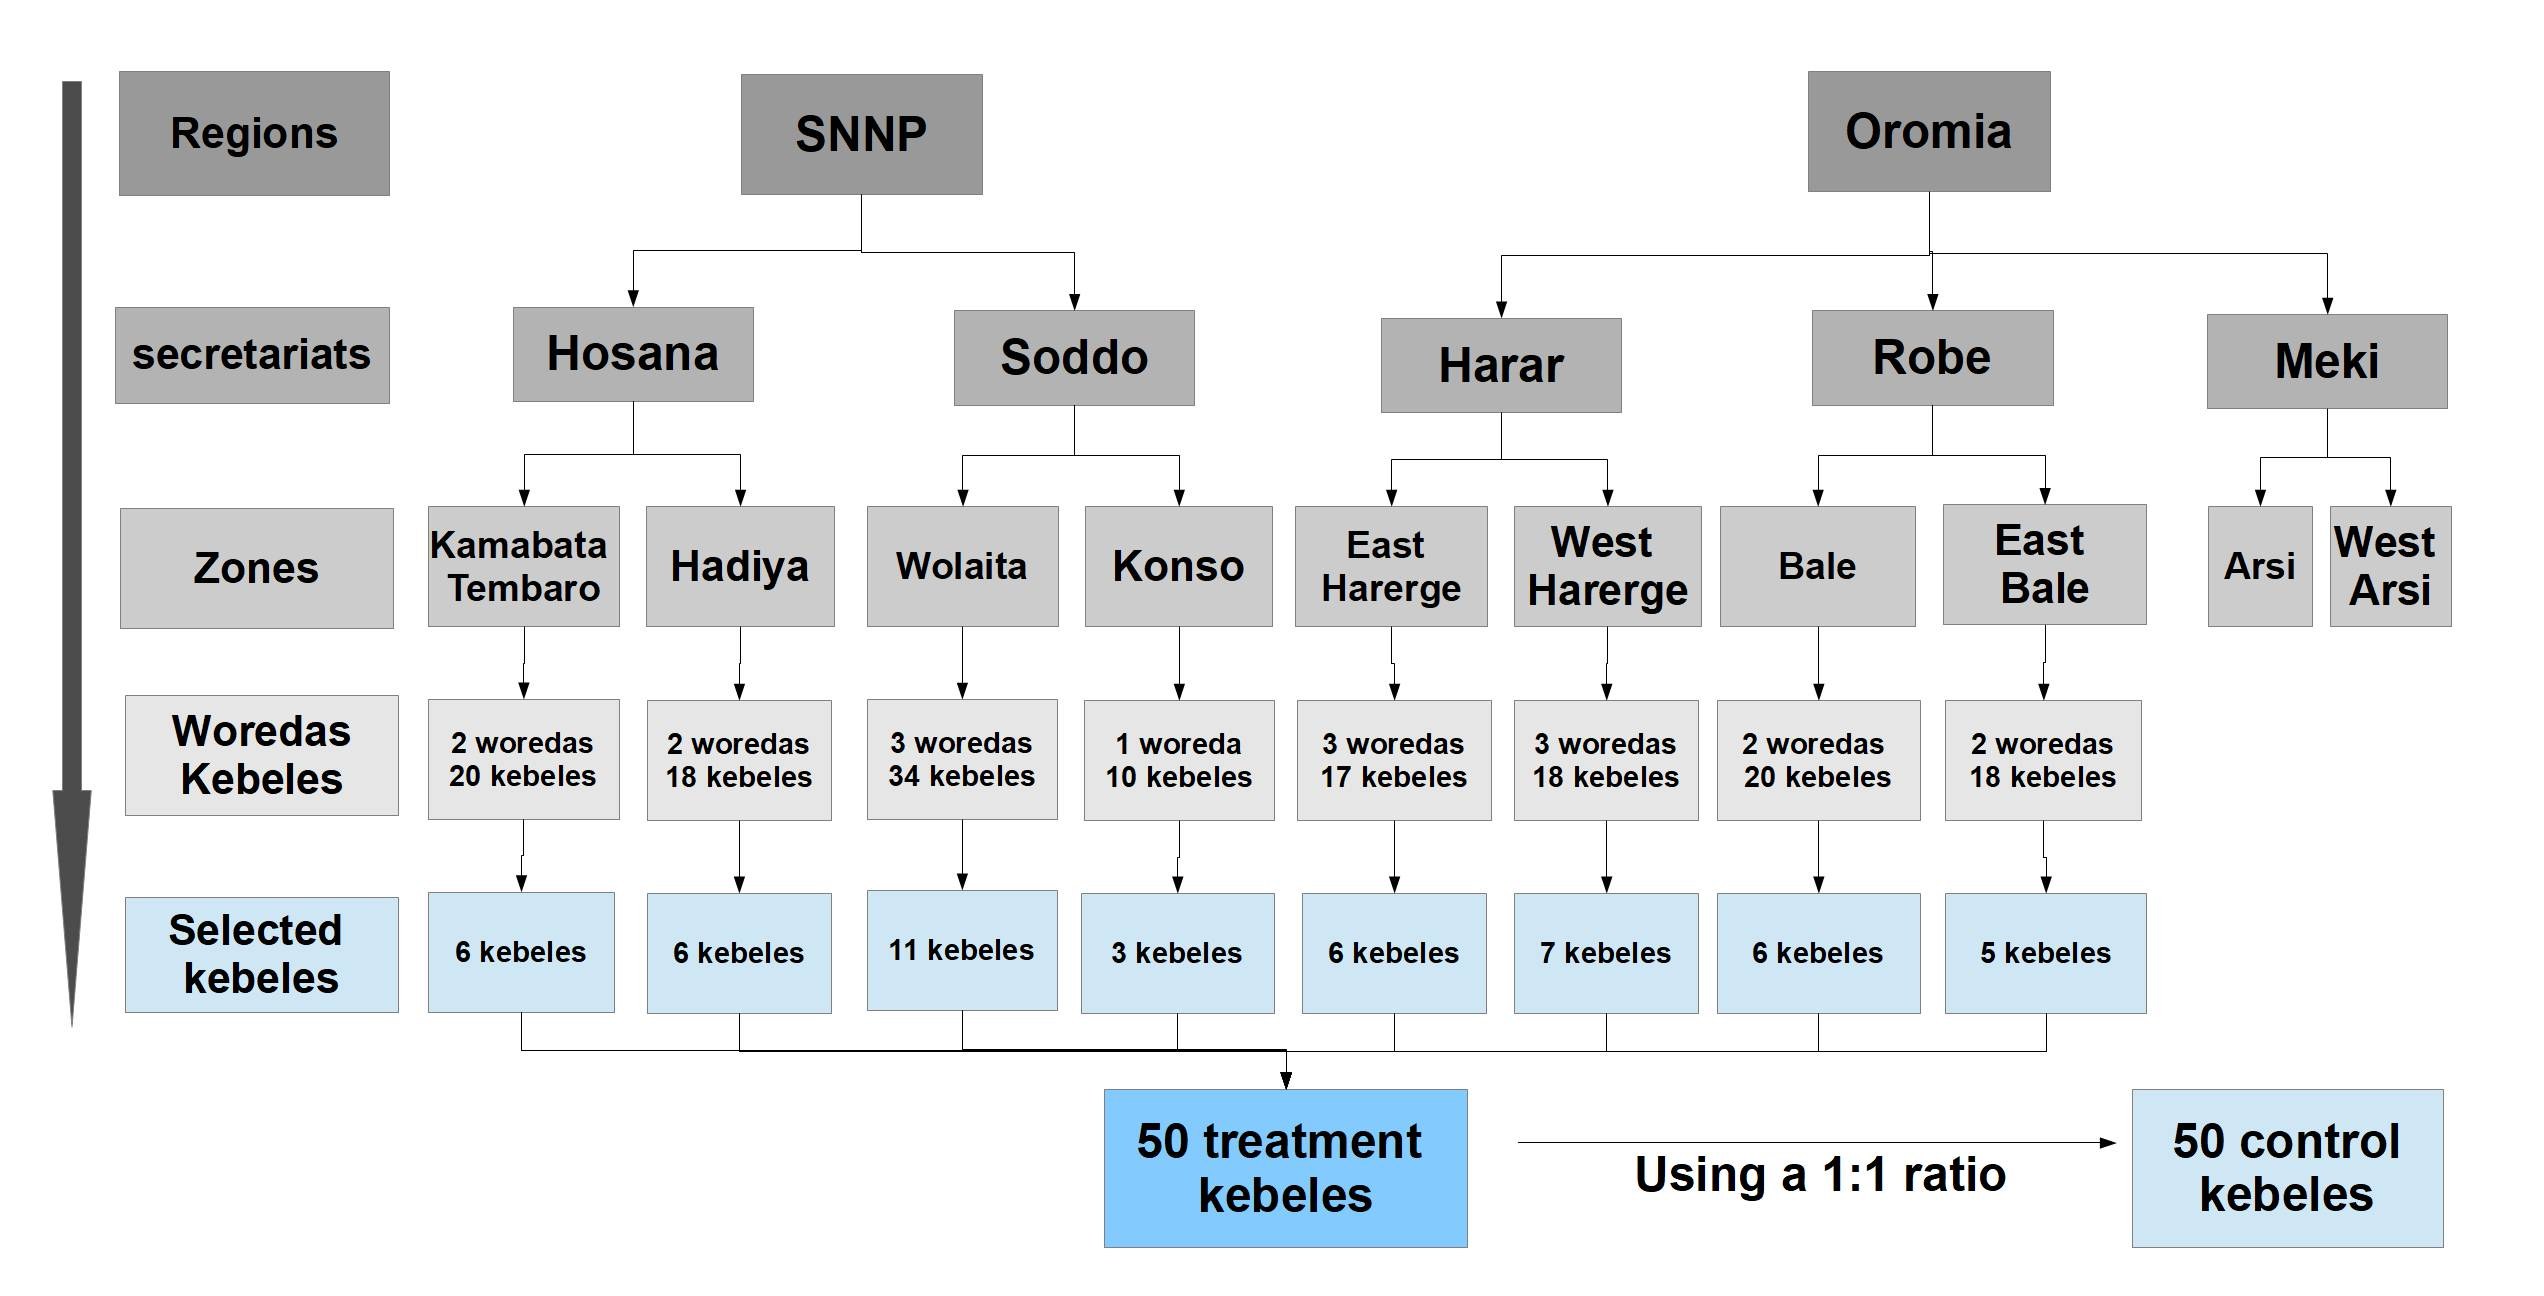 Regions
SNNP
Oromia
secretariats
Hosana
Soddo
Harar
Robe
Meki
Zones
Kamabata
Tembaro
Hadiya
Wolaita
Konso
East
Harerge
West
Harerge
Bale
East
Bale
Arsi
West
Arsi
Woredas
Kebeles
2 woredas
20 kebeles
2 woredas
18 kebeles
3 woredas
34 kebeles
1 woreda
10 kebeles
3 woredas
17 kebeles
3 woredas
18 kebeles
2 woredas
20 kebeles
2 woredas
18 kebeles
Selected
kebeles
6 kebeles
6 kebeles
11 kebeles
3 kebeles
6 kebeles
7 kebeles
6 kebeles
5 kebeles
50 treatment
kebeles
Using a 1:1 ratio
50 control
kebeles